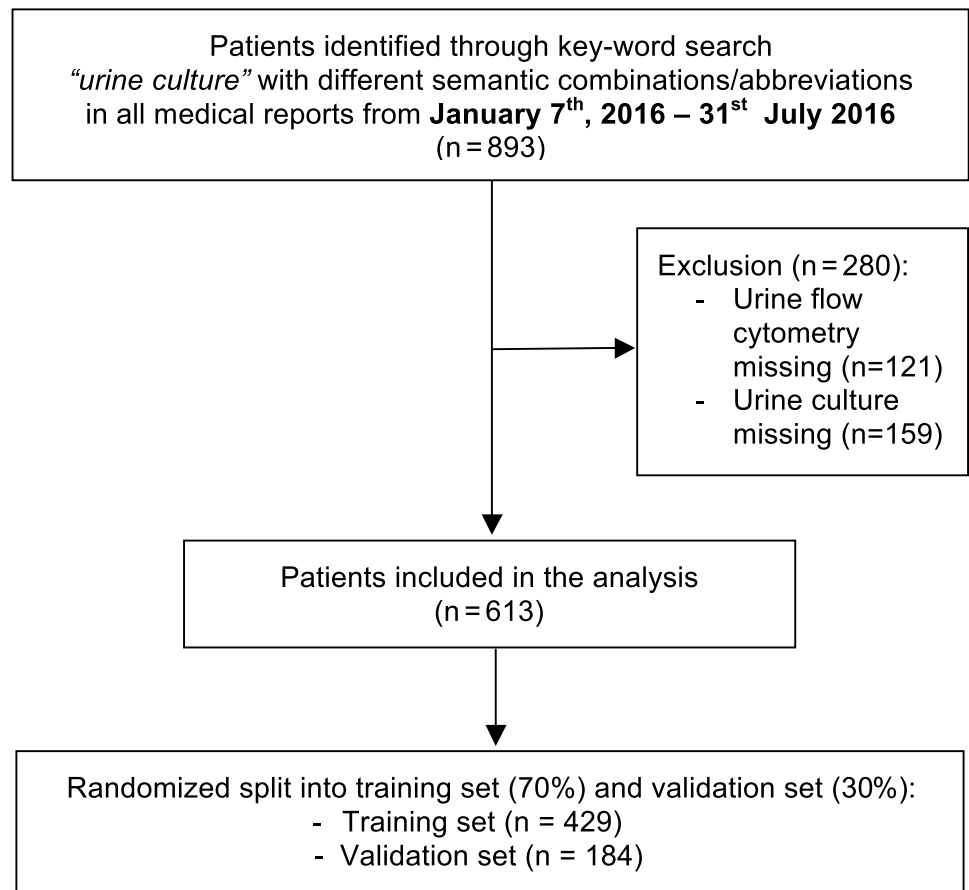 Patients identified through key-word search
“urine culture” with different semantic combinations/abbreviations
in all medical reports from January 7th, 2016 – 31st July 2016
(n = 893)
Exclusion (n = 280):
- Urine flow
cytometry
missing (n=121)
- Urine culture
missing (n=159)
Patients included in the analysis
(n = 613)
Randomized split into training set (70%) and validation set (30%):
- Training set (n = 429)
- Validation set (n = 184)